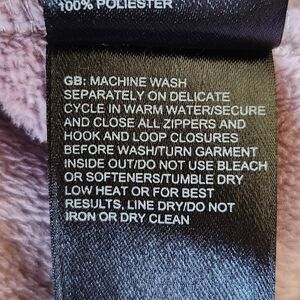 100% POLIESTER
GB: MACHINE WASH
SEPARATELY ON DELICATE
CYCLE IN WARM WATER/SECURE
AND CLOSE ALL ZIPPERS AND
HOOK AND LOOP CLOSURES
BEFORE WASH/TURN GARMENT
INSIDE OUT/DO NOT USE BLEACH
OR SOFTENERS/TUMBLE DRY
LOW HEAT OR FOR BEST
RESULTS, LINE DRY/DO NOT
IRON OR DRY CLEAN